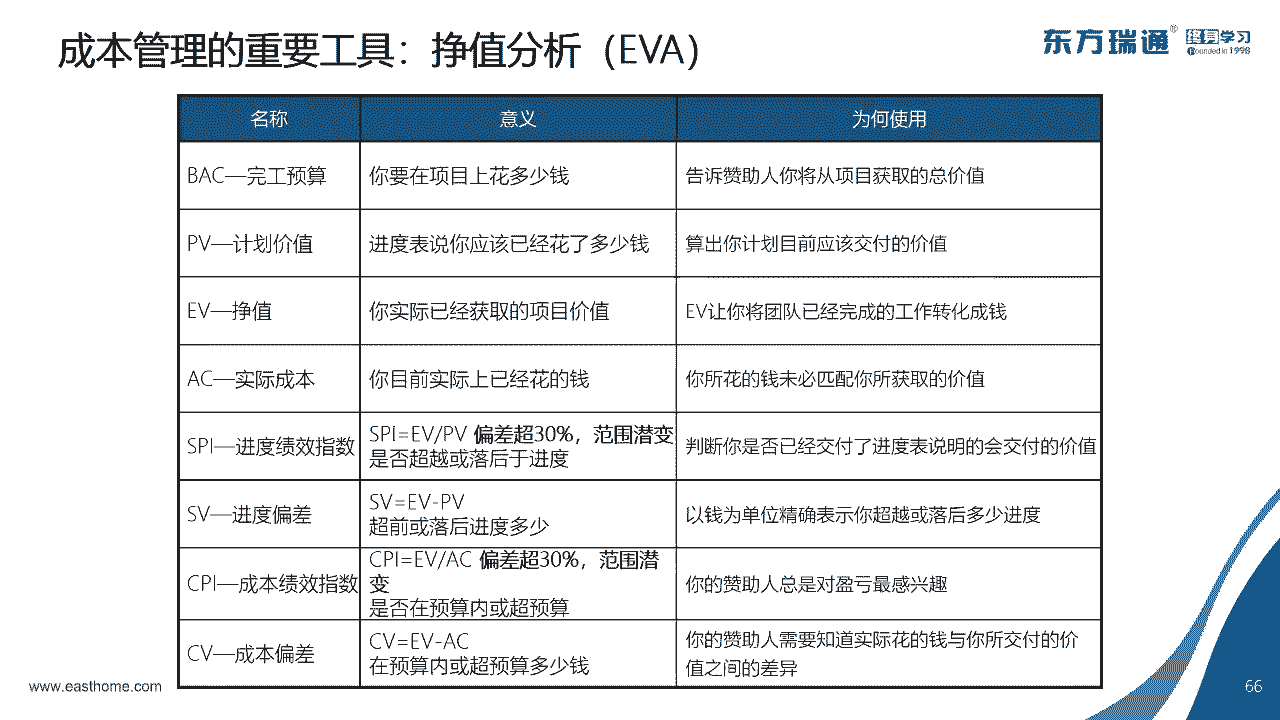 成本管理的重要工具：挣值分析（EVA）
东方瑞通® 终身学习
Founded in 1998
名称 意义 为何使用
BAC—完工预算 你要在项目上花多少钱 告诉赞助人你将从项目获取的总价值
PV—计划价值 进度表说你应该已经花了多少钱 算出你计划目前应该交付的价值
EV—挣值 你实际已经获取的项目价值 EV让你将团队已经完成的工作转化成钱
AC—实际成本 你目前实际上已经花的钱 你所花的钱未必匹配你所获取的价值
SPI—进度绩效指数 SPI=EV/PV 偏差超30%，范围潜变
是否超越或落后于进度 判断你是否已经交付了进度表说明的会交付的价值
SV—进度偏差 SV=EV-PV
超前或落后进度多少 以钱为单位精确表示你超越或落后多少进度
CPI—成本绩效指数 CPI=EV/AC 偏差超30%，范围潜
变
是否在预算内或超预算 你的赞助人总是对盈亏最感兴趣
CV—成本偏差 CV=EV-AC
在预算内或超预算多少钱 你的赞助人需要知道实际花的钱与你所交付的价
值之间的差异
www.easthome.com
66